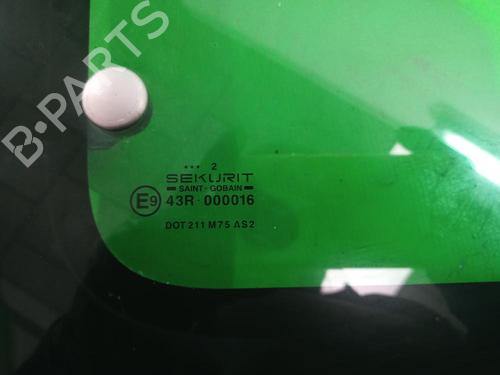 B-PARTS
••• 2
SEKURIT
SAINT-GOBAIN
E9 43R-000016
DOT 211 M75 AS2